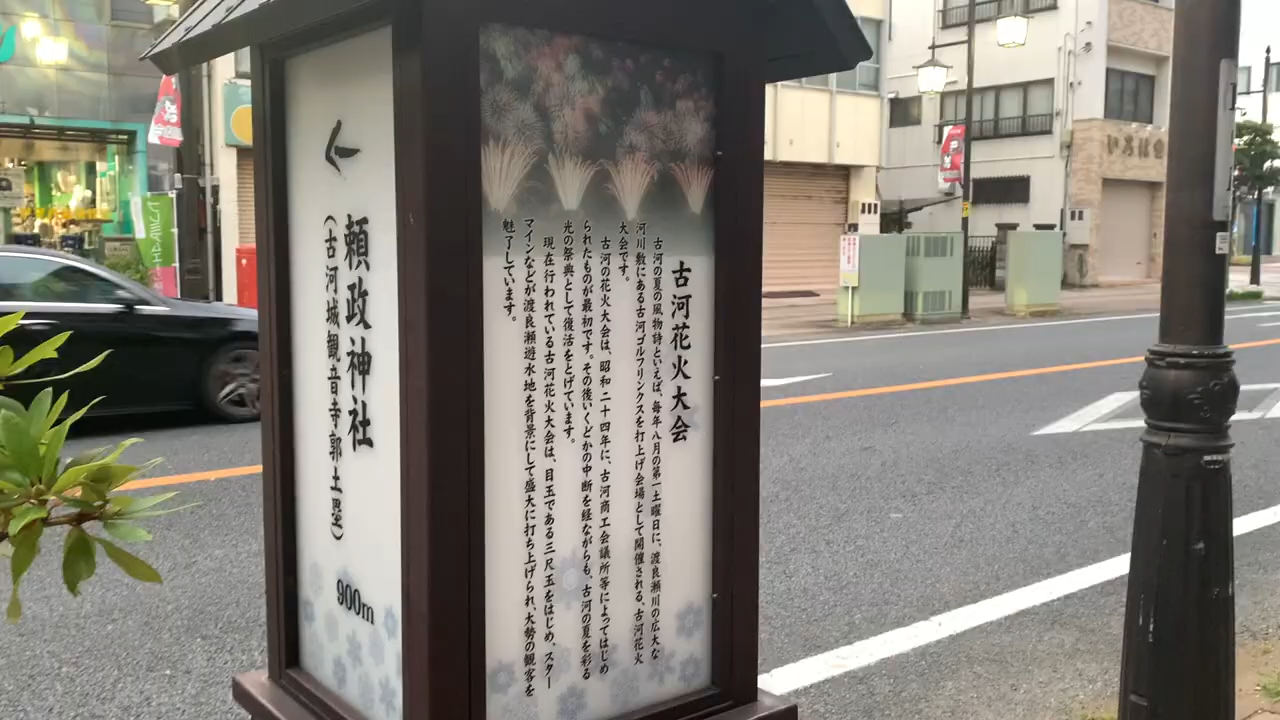 頼政神社
(古河城観音寺郭土塁)
900m
古河花火大会
古河の夏の風物詩といえば、毎年八月の第一土曜日に、渡良瀬川の広大な
河川敷にある古河ゴルフリンクスを打上げ会場として開催される、古河花火
大会です。
古河の花火大会は、昭和二十四年に、古河商工会議所等によってはじめ
られたものが最初です。その後いくどかの中断を経ながらも、古河の夏を彩る
光の祭典として復活をとげています。
現在行われている古河花火大会は、目玉である三尺玉をはじめ、スター
マインなどが渡良瀬遊水地を背景にして盛大に打ち上げられ、大勢の観客を
魅了しています。